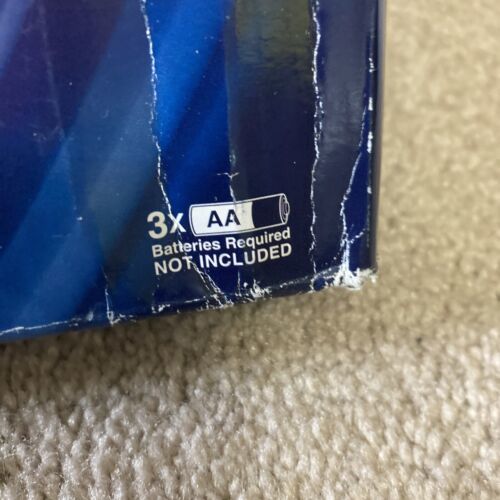 3x AA
Batteries Required
NOT INCLUDED